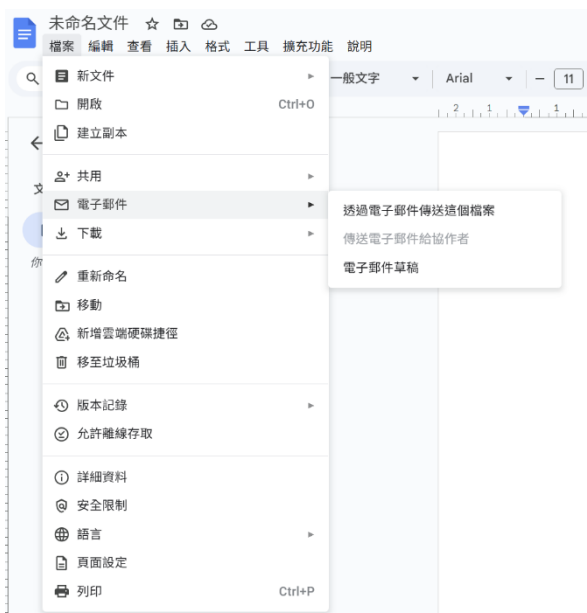 未命名文件
檔案 編輯 查看 插入 格式 工具 擴充功能 說明
新文件
一般文字 Arial 11
開啟 Ctrl+O
2 1 1
建立副本
共用
電子郵件
透過電子郵件傳送這個檔案
下載
傳送電子郵件給協作者
電子郵件草稿
重新命名
移動
新增雲端硬碟捷徑
移至垃圾桶
版本記錄
允許離線存取
詳細資料
安全限制
語言
頁面設定
列印 Ctrl+P